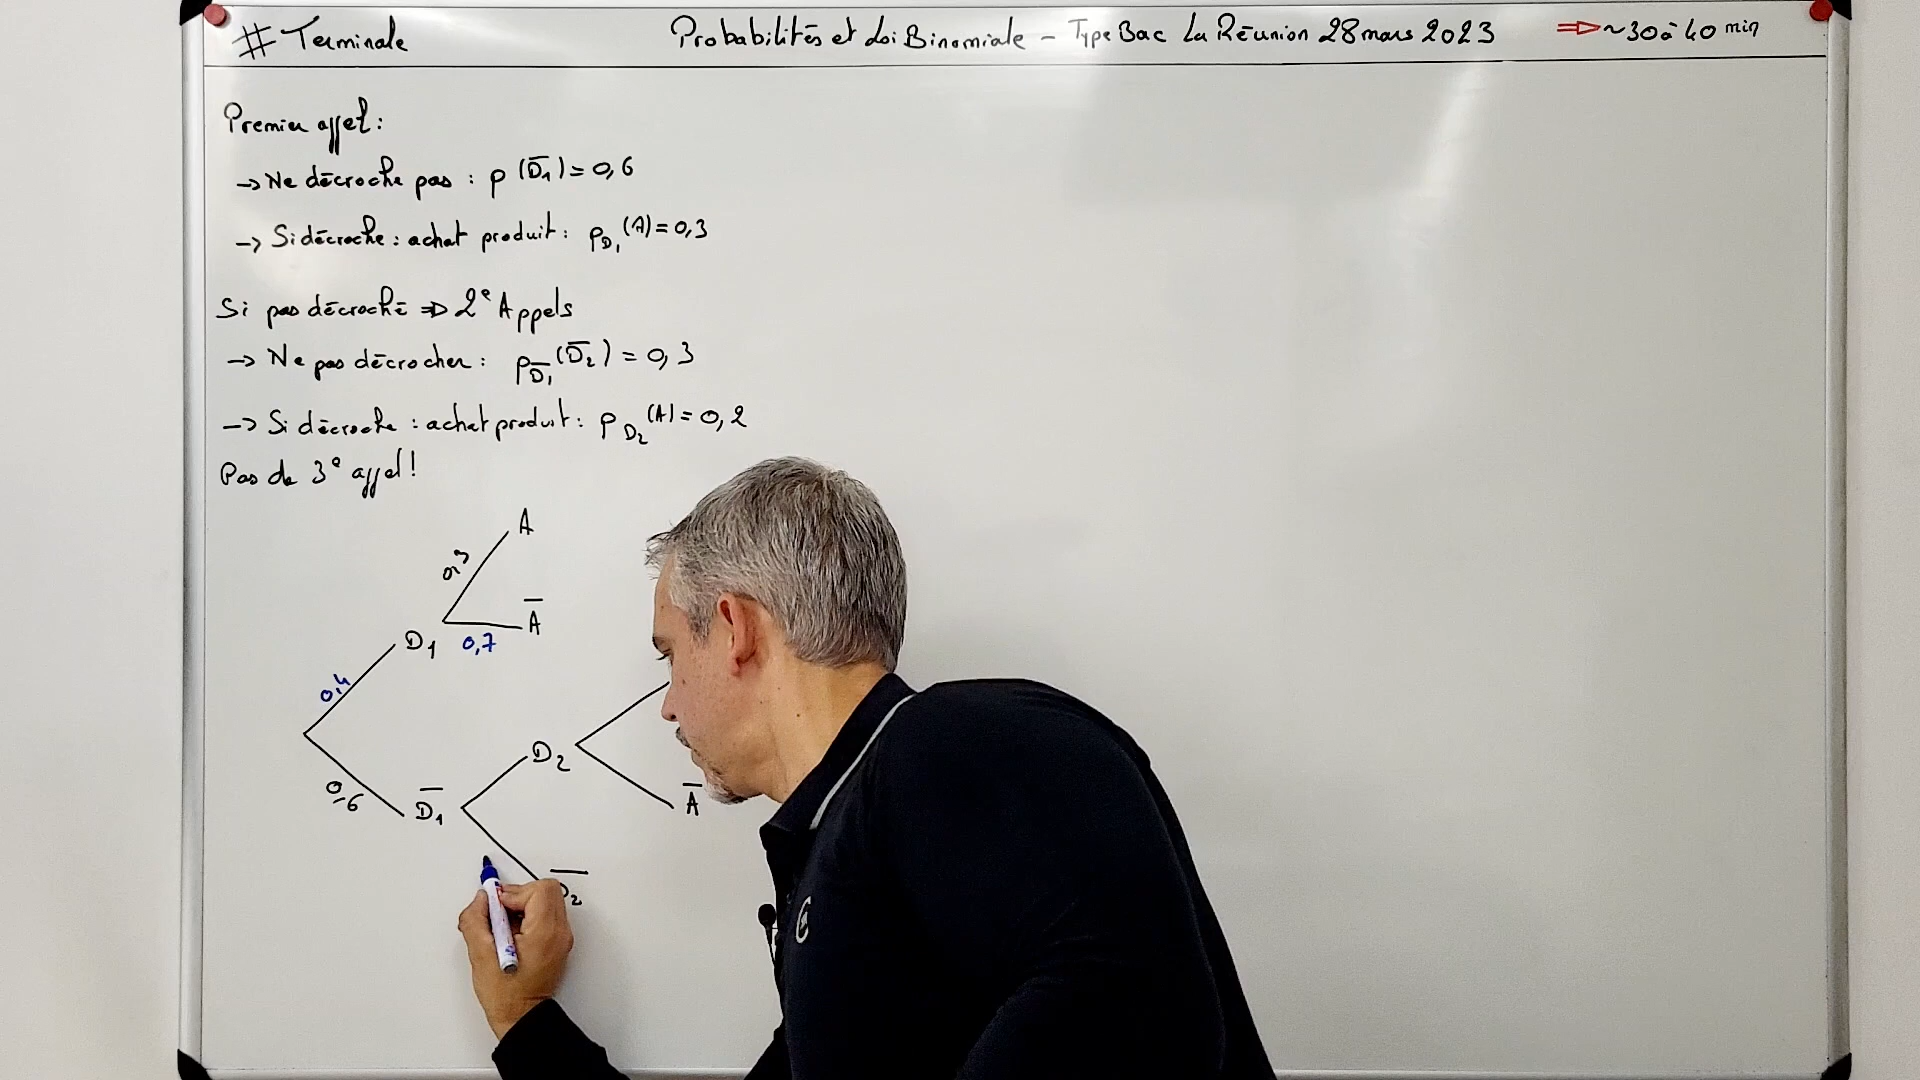 # Terminale
Probabilités et Loi Binomiale - Type Bac La Réunion 28 mars 2023 ⇒ ~30 à 40 min
Premier appel :
→ Ne décroche pas : p(D̅₁) = 0,6
→ Si décroche : achat produit : p_D₁(A) = 0,3
Si pas décroché ⇒ 2ᵉ Appels
→ Ne pas décrocher : p_D̅₁(D̅₂) = 0,3
→ Si décroche : achat produit : p_D₂(A) = 0,2
Pas de 3ᵉ appel !
A
0,3
A̅
D₁ 0,7
0,4
D₂
0,6
D̅₁
A̅
D̅₂